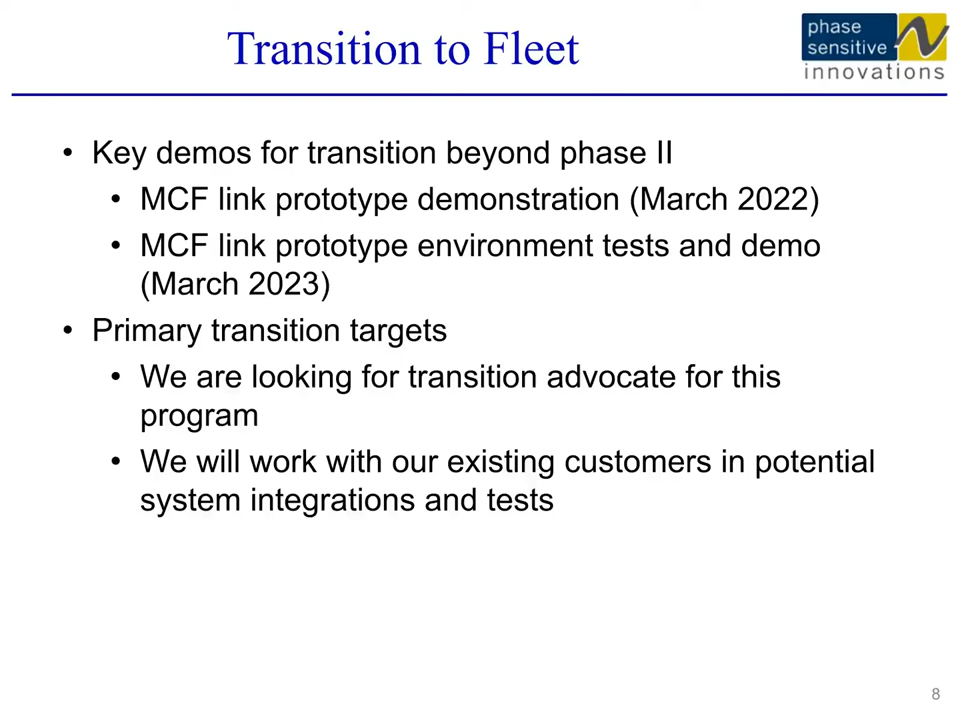 Transition to Fleet
phase
sensitive
innovations
• Key demos for transition beyond phase II
• MCF link prototype demonstration (March 2022)
• MCF link prototype environment tests and demo
(March 2023)
• Primary transition targets
• We are looking for transition advocate for this
program
• We will work with our existing customers in potential
system integrations and tests
8